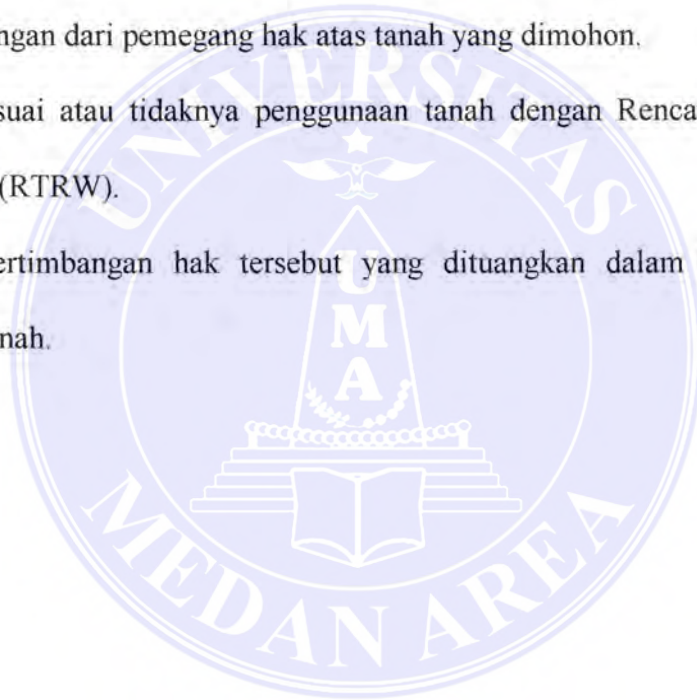 ngan dari pemegang hak atas tanah yang dimohon.
suai atau tidaknya penggunaan tanah dengan Renca
(RTRW).
ertimbangan hak tersebut yang dituangkan dalam
nah.
UNIVERSITAS
U
M
A
MEDAN AREA